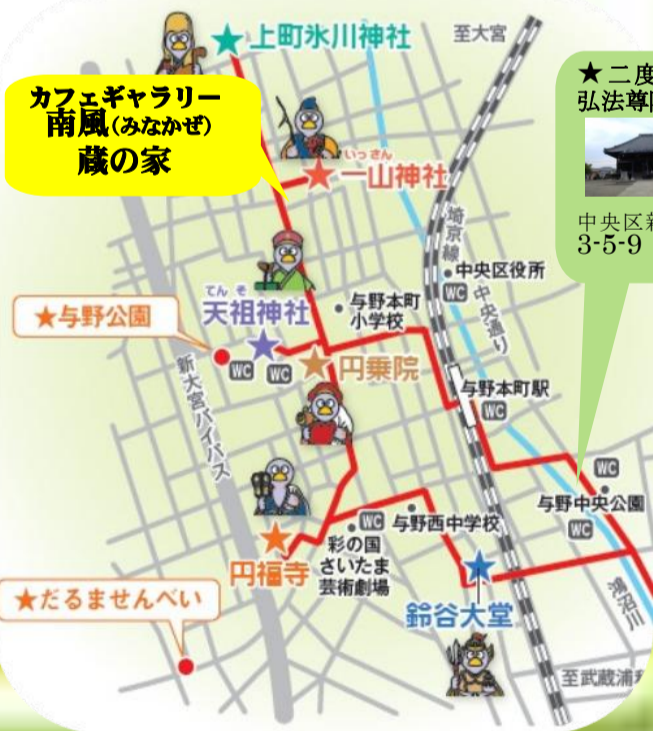 上町氷川神社
至大宮
カフェギャラリー
南風(みなかぜ)
蔵の家
★二度
弘法尊
中央区新
3-5-9
いっさん
一山神社
埼京線
中央区役所
WC
中央通り
てんそ
天祖神社
与野本町
小学校
★与野公園
WC
WC
円乗院
新大宮バイパス
与野本町駅
WC
WC
与野中央公園
WC
WC
与野西中学校
彩の国
さいたま
芸術劇場
円福寺
★だるませんべい
鈴谷大堂
鴻沼川
至武蔵浦